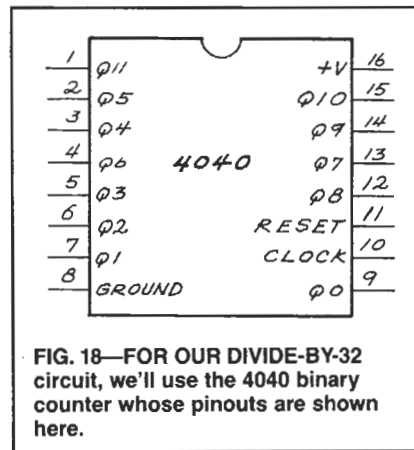 1 Q11
2 Q5
3 Q4
4 Q6
5 Q3
6 Q2
7 Q1
8 GROUND
4040
+V 16
Q10 15
Q9 14
Q7 13
Q8 12
RESET 11
CLOCK 10
Q0 9
FIG. 18—FOR OUR DIVIDE-BY-32
circuit, we'll use the 4040 binary
counter whose pinouts are shown
here.